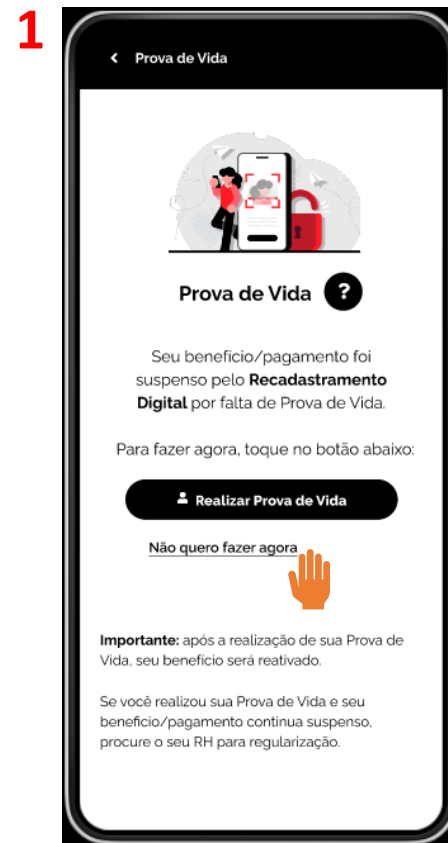 1
Prova de Vida
Prova de Vida ?
Seu benefício/pagamento foi
suspenso pelo Recadastramento
Digital por falta de Prova de Vida.
Para fazer agora, toque no botão abaixo:
Realizar Prova de Vida
Não quero fazer agora
Importante: após a realização de sua Prova de
Vida, seu benefício será reativado.
Se você realizou sua Prova de Vida e seu
benefício/pagamento continua suspenso,
procure o seu RH para regularização.